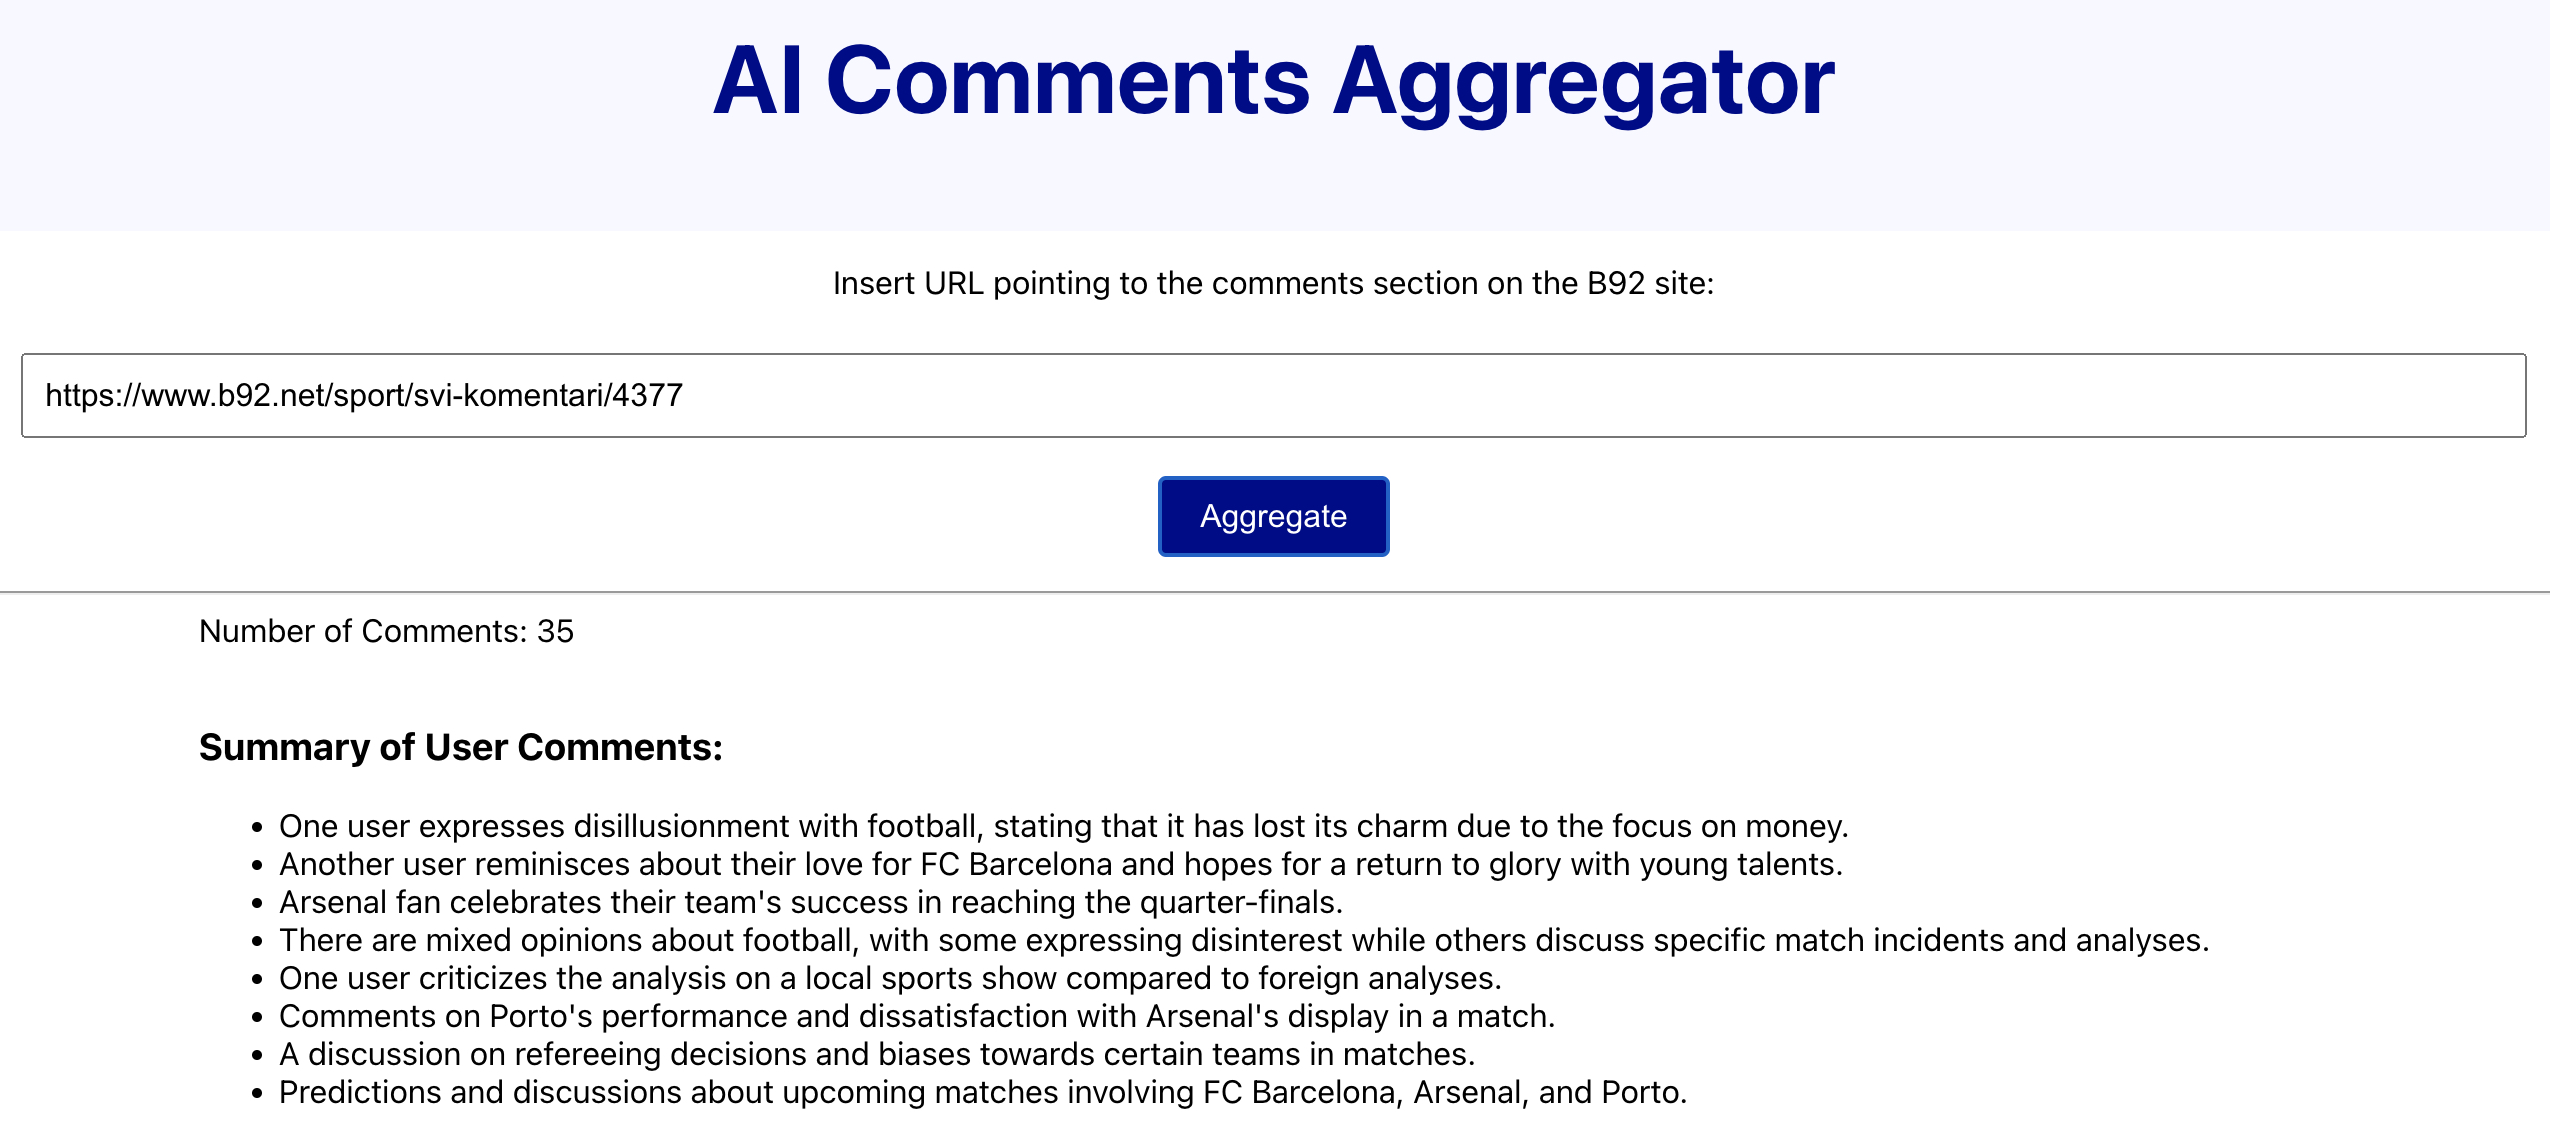 AI Comments Aggregator
Insert URL pointing to the comments section on the B92 site:
https://www.b92.net/sport/svi-komentari/4377
Aggregate
Number of Comments: 35
Summary of User Comments:
• One user expresses disillusionment with football, stating that it has lost its charm due to the focus on money.
• Another user reminisces about their love for FC Barcelona and hopes for a return to glory with young talents.
• Arsenal fan celebrates their team's success in reaching the quarter-finals.
• There are mixed opinions about football, with some expressing disinterest while others discuss specific match incidents and analyses.
• One user criticizes the analysis on a local sports show compared to foreign analyses.
• Comments on Porto's performance and dissatisfaction with Arsenal's display in a match.
• A discussion on refereeing decisions and biases towards certain teams in matches.
• Predictions and discussions about upcoming matches involving FC Barcelona, Arsenal, and Porto.